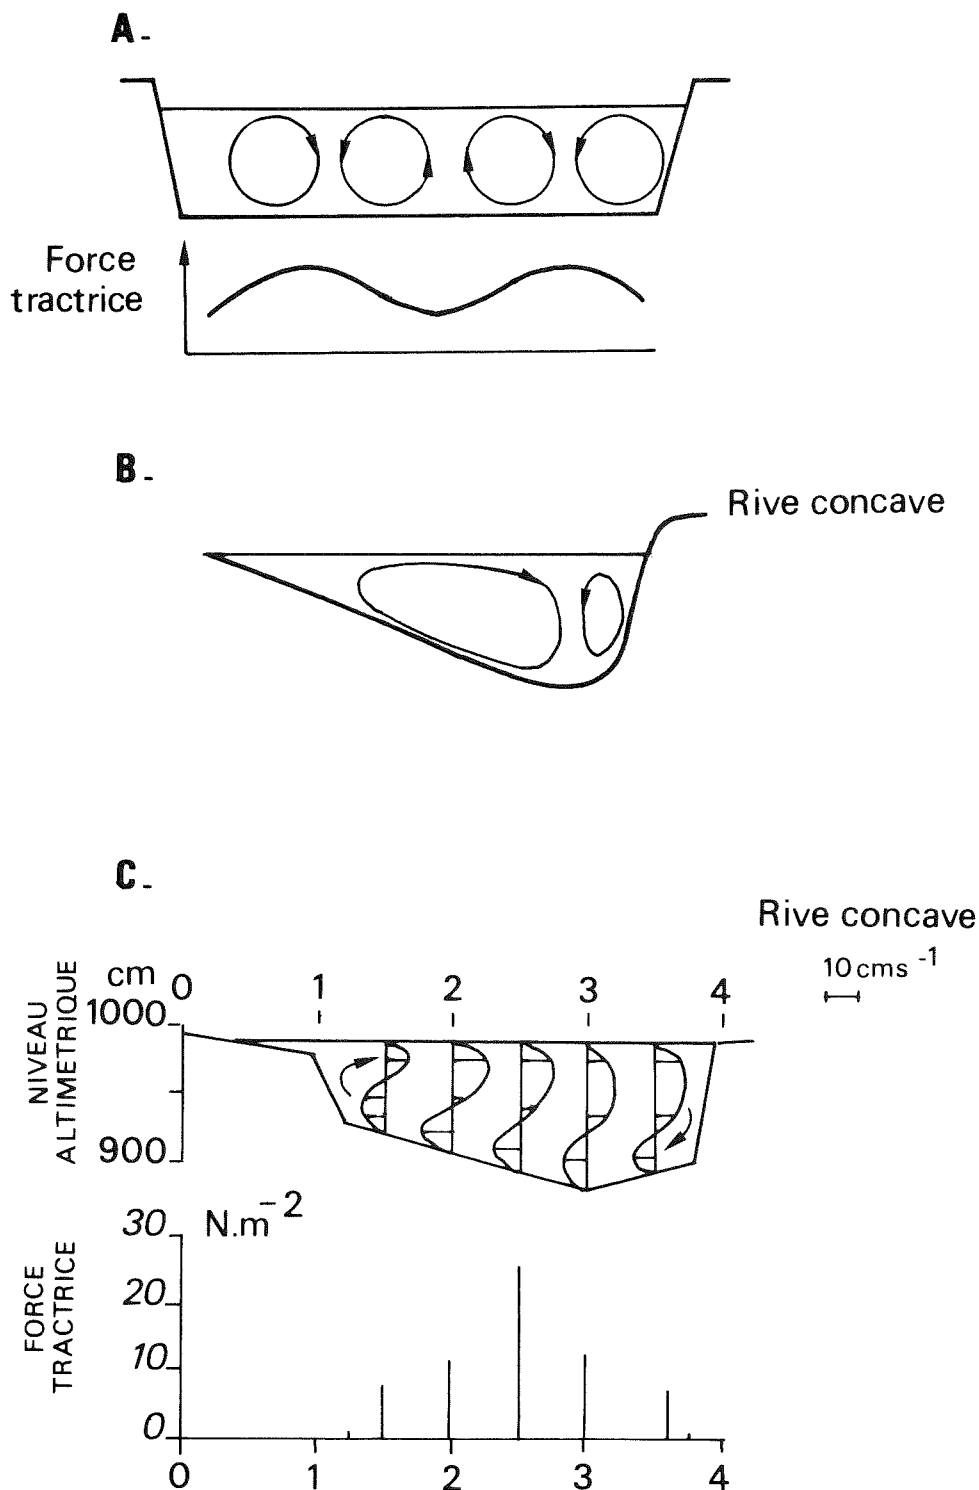 A -
Force
tractrice
B -
Rive concave
C -
Rive concave
10 cms -1
cm 0 1 2 3 4
1000
900
NIVEAU
ALTIMETRIQUE
N.m-2
30
20
10
0
FORCE
TRACTRICE
0 1 2 3 4